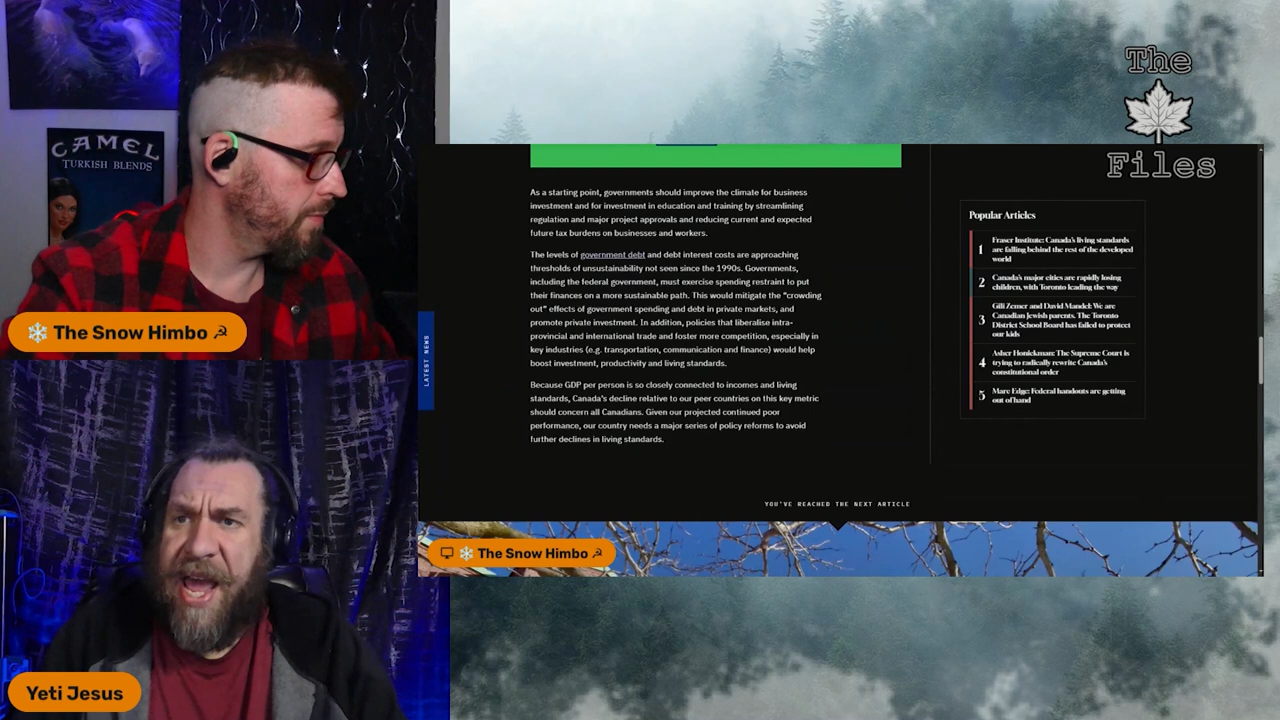 CAMEL
TURKISH BLENDS
❄️ The Snow Himbo ☭
Yeti Jesus
The
Files
LATEST NEWS
As a starting point, governments should improve the climate for business
investment and for investment in education and training by streamlining
regulation and major project approvals and reducing current and expected
future tax burdens on businesses and workers.
The levels of government debt and debt interest costs are approaching
thresholds of unsustainability not seen since the 1990s. Governments,
including the federal government, must exercise spending restraint to put
their finances on a more sustainable path. This would mitigate the “crowding
out” effects of government spending and debt in private markets, and
promote private investment. In addition, policies that liberalise intra-
provincial and international trade and foster more competition, especially in
key industries (e.g. transportation, communication and finance) would help
boost investment, productivity and living standards.
Because GDP per person is so closely connected to incomes and living
standards, Canada’s decline relative to our peer countries on this key metric
should concern all Canadians. Given our projected continued poor
performance, our country needs a major series of policy reforms to avoid
further declines in living standards.
Popular Articles
1
Fraser Institute: Canada’s living standards
are falling behind the rest of the developed
world
2
Canada’s major cities are rapidly losing
children, with Toronto leading the way
3
Gili Zemer and David Mandel: We are
Canadian Jewish parents. The Toronto
District School Board has failed to protect
our kids
4
Asher Honickman: The Supreme Court is
trying to radically rewrite Canada’s
constitutional order
5
Marc Edge: Federal handouts are getting
out of hand
YOU’VE REACHED THE NEXT ARTICLE
❄️ The Snow Himbo ☭